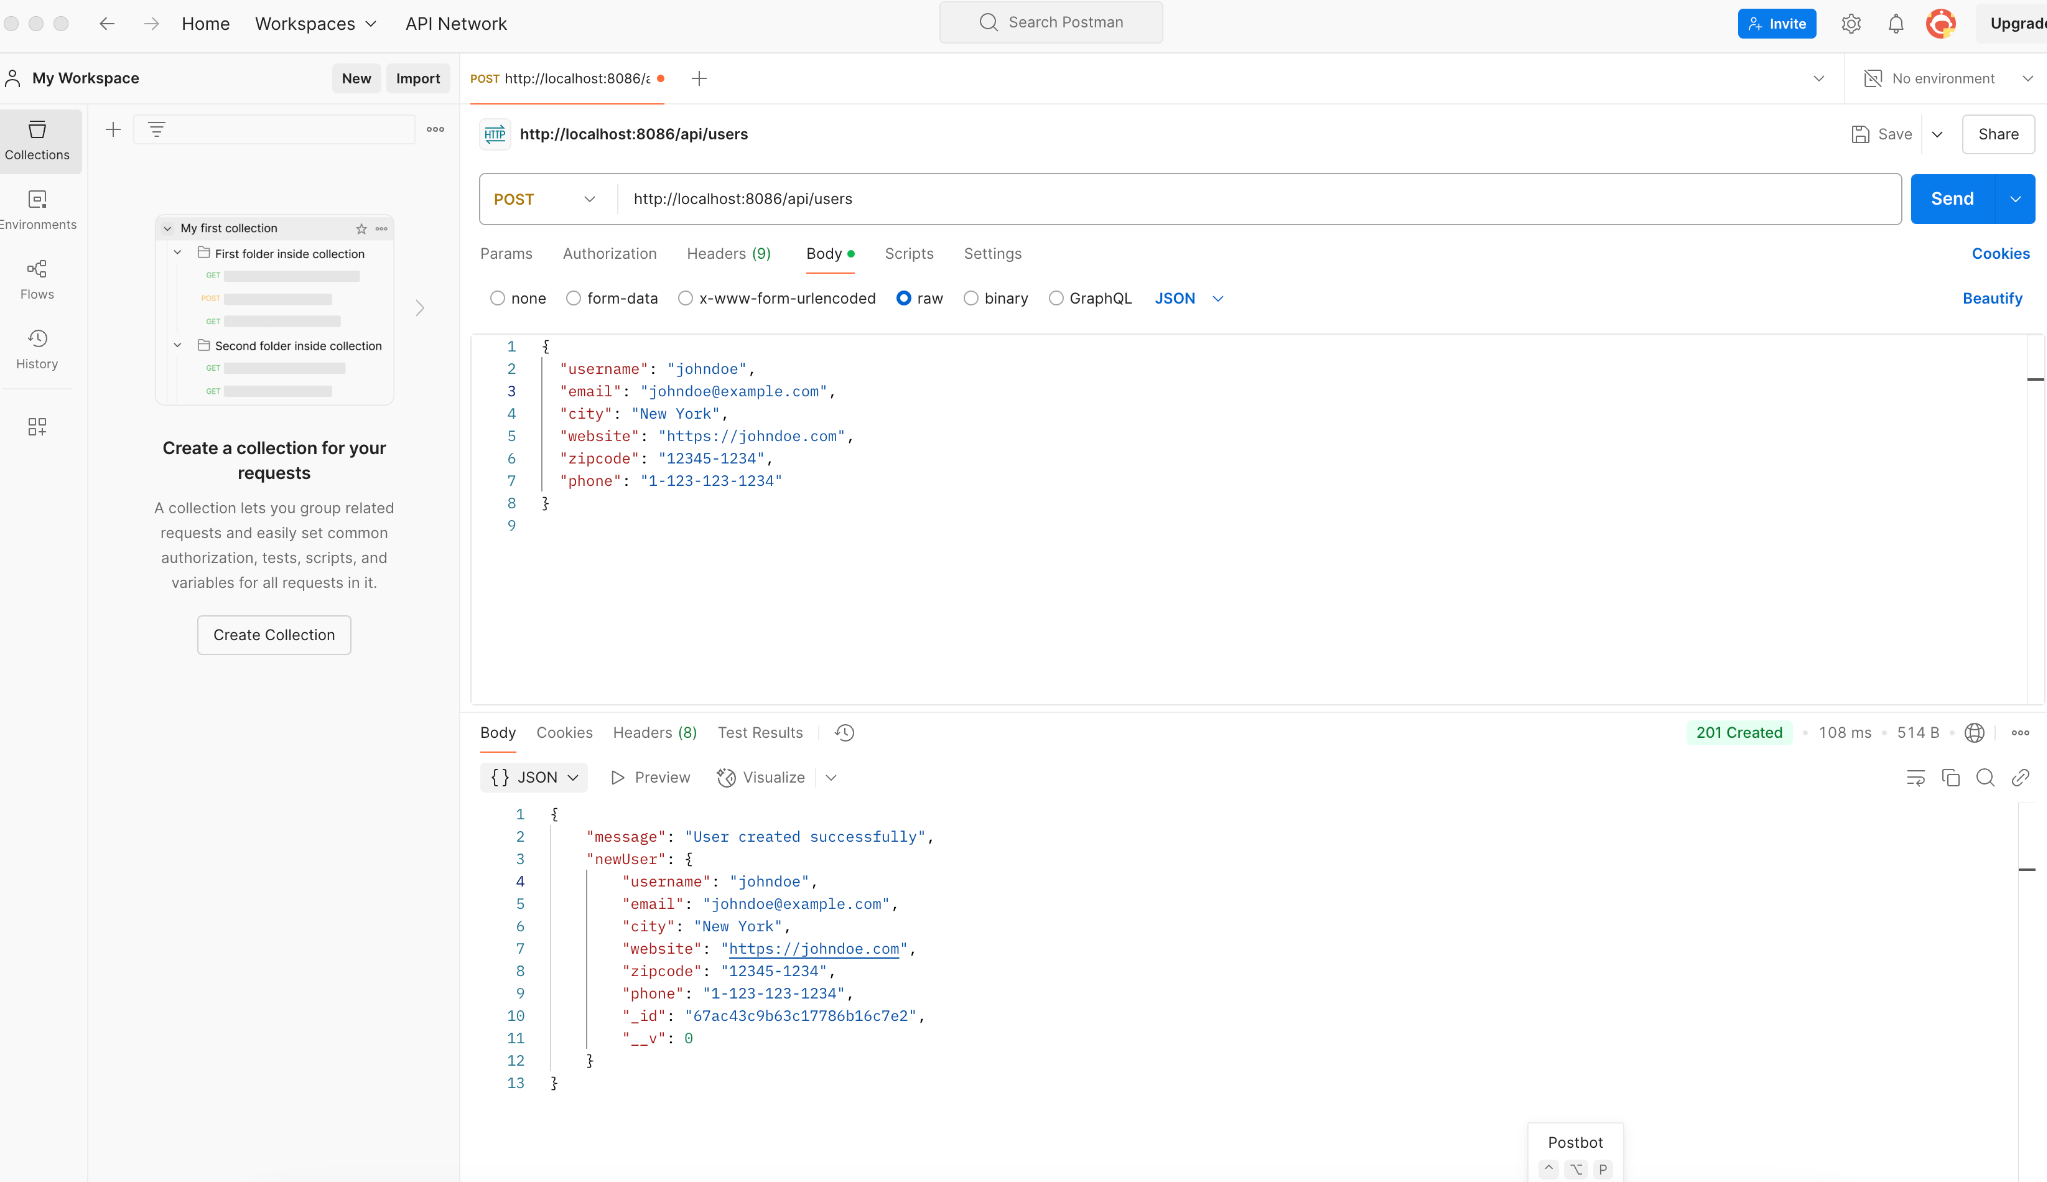 Home Workspaces API Network Search Postman Invite Upgrade
My Workspace New Import POST http://localhost:8086/a No environment
Collections
Environments
Flows
History
My first collection
First folder inside collection
GET
POST
GET
Second folder inside collection
GET
GET
Create a collection for your
requests
A collection lets you group related
requests and easily set common
authorization, tests, scripts, and
variables for all requests in it.
Create Collection
HTTP http://localhost:8086/api/users Save Share
POST http://localhost:8086/api/users Send
Params Authorization Headers (9) Body Scripts Settings Cookies
none form-data x-www-form-urlencoded raw binary GraphQL JSON Beautify
1 {
2 "username": "johndoe",
3 "email": "johndoe@example.com",
4 "city": "New York",
5 "website": "https://johndoe.com",
6 "zipcode": "12345-1234",
7 "phone": "1-123-123-1234"
8 }
9
Body Cookies Headers (8) Test Results 201 Created 108 ms 514 B
{} JSON Preview Visualize
1 {
2 "message": "User created successfully",
3 "newUser": {
4 "username": "johndoe",
5 "email": "johndoe@example.com",
6 "city": "New York",
7 "website": "https://johndoe.com",
8 "zipcode": "12345-1234",
9 "phone": "1-123-123-1234",
10 "_id": "67ac43c9b63c17786b16c7e2",
11 "__v": 0
12 }
13 }
Postbot
^ ⌥ P